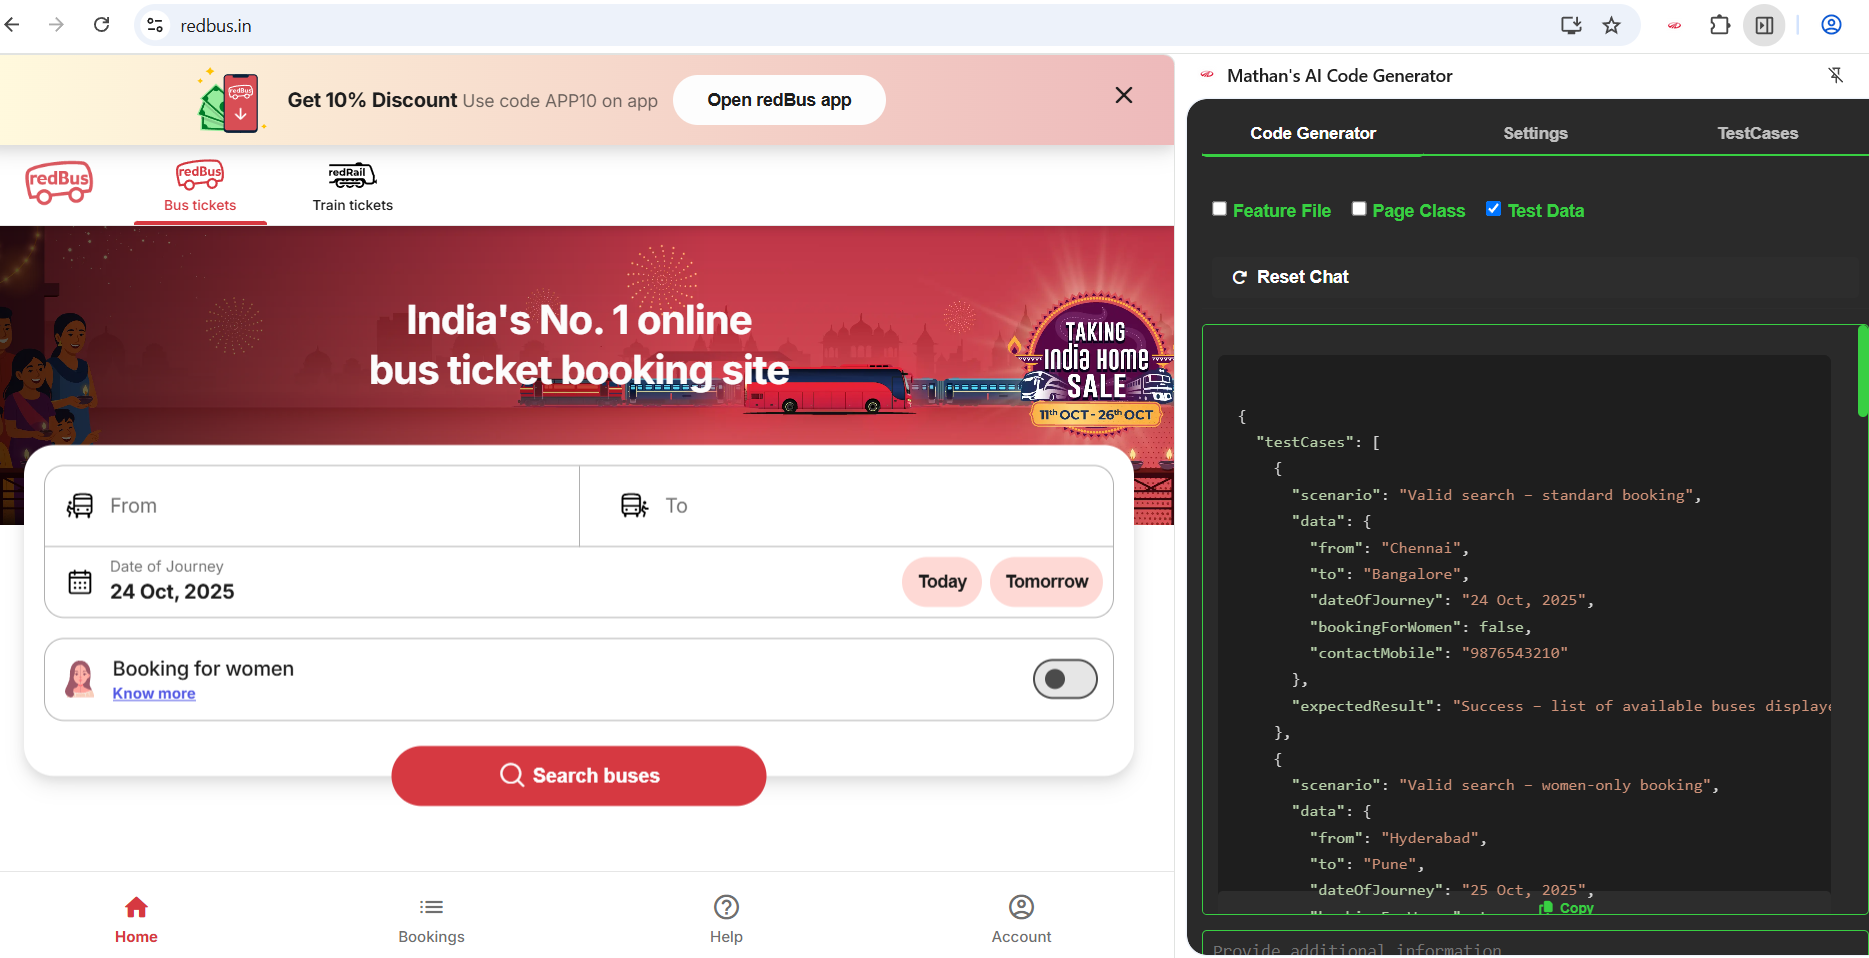 redbus.in
Get 10% Discount Use code APP10 on app
Open redBus app
redBus
redBus
Bus tickets
redRail
Train tickets
India's No. 1 online
bus ticket booking site
TAKING
India HOME
SALE
11th OCT - 26th OCT
From
To
Date of Journey
24 Oct, 2025
Today
Tomorrow
Booking for women
Know more
Search buses
Home
Bookings
Help
Account
Mathan's AI Code Generator
Code Generator
Settings
TestCases
Feature File
Page Class
Test Data
Reset Chat
{
"testCases": [
{
"scenario": "Valid search – standard booking",
"data": {
"from": "Chennai",
"to": "Bangalore",
"dateOfJourney": "24 Oct, 2025",
"bookingForWomen": false,
"contactMobile": "9876543210"
},
"expectedResult": "Success – list of available buses displaye
},
{
"scenario": "Valid search – women-only booking",
"data": {
"from": "Hyderabad",
"to": "Pune",
"dateOfJourney": "25 Oct, 2025",
Copy
Provide additional information